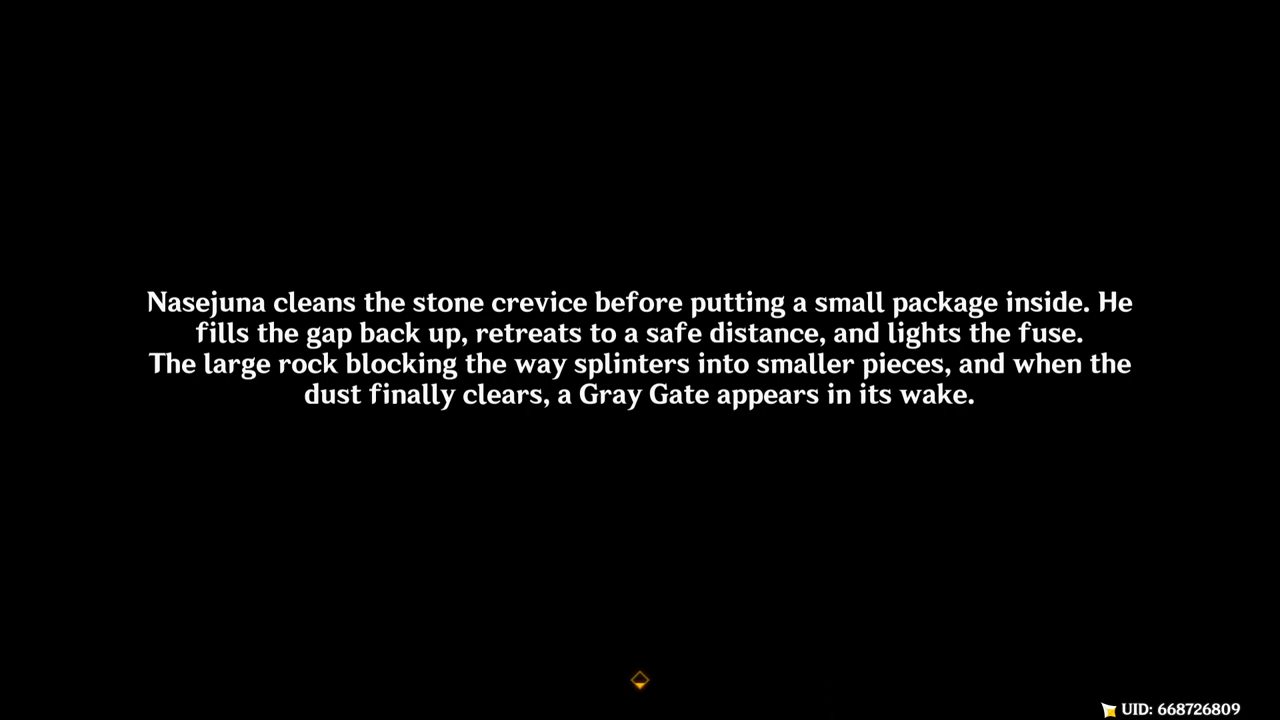 Nasejuna cleans the stone crevice before putting a small package inside. He
fills the gap back up, retreats to a safe distance, and lights the fuse.
The large rock blocking the way splinters into smaller pieces, and when the
dust finally clears, a Gray Gate appears in its wake.
UID: 668726809